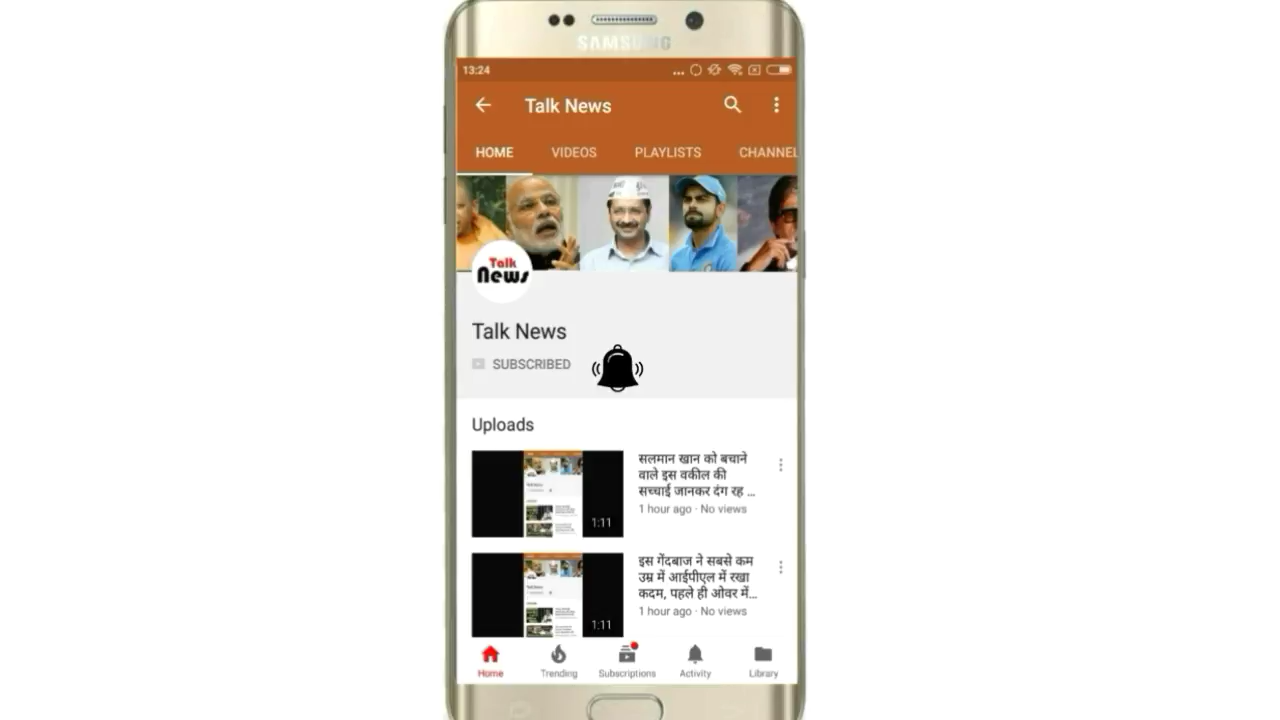 SAMSUNG
13:24
Talk News
HOME VIDEOS PLAYLISTS CHANNEL
Talk
News
Talk News
SUBSCRIBED
Uploads
सलमान खान को बचाने
वाले इस वकील की
सच्चाई जानकर दंग रह ...
1 hour ago · No views
1:11
इस गेंदबाज ने सबसे कम
उम्र में आईपीएल में रखा
कदम, पहले ही ओवर में...
1 hour ago · No views
1:11
Home Trending Subscriptions Activity Library